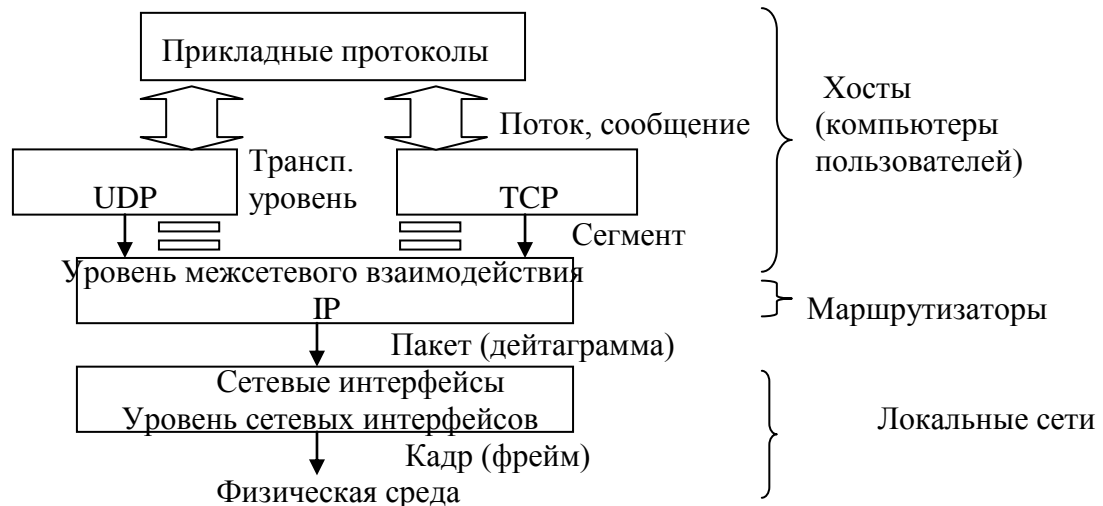 Прикладные протоколы
Хосты
(компьютеры
пользователей)
Поток, сообщение
Трансп.
уровень
UDP
TCP
Сегмент
Уровень межсетевого взаимодействия
IP
Маршрутизаторы
Пакет (дейтаграмма)
Сетевые интерфейсы
Уровень сетевых интерфейсов
Локальные сети
Кадр (фрейм)
Физическая среда